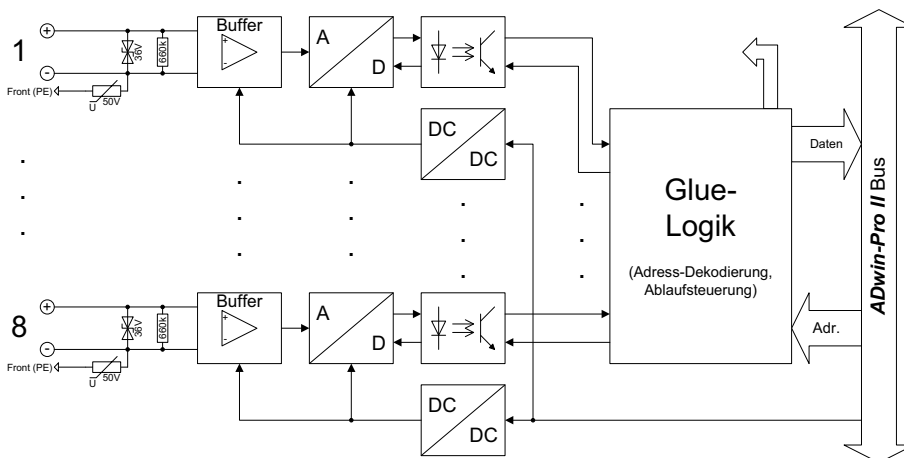 1
+
-
Front (PE)
U
50V
36V
660k
Buffer
+
-
A
D
DC
DC
Glue-
Logik
(Adress-Dekodierung,
Ablaufsteuerung)
Daten
Adr.
ADwin-Pro II Bus
8
+
-
Front (PE)
U
50V
36V
660k
Buffer
+
-
A
D
DC
DC